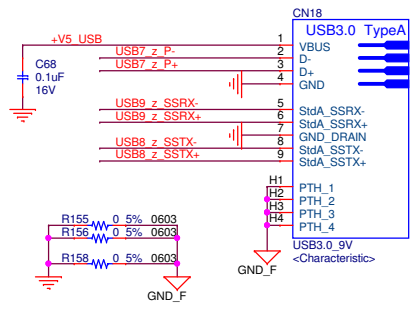 CN18
USB3.0 TypeA
+V5_USB 1 VBUS
USB7_z_P- 2 D-
USB7_z_P+ 3 D+
4 GND
C68
0.1uF
16V
USB9_z_SSRX- 5 StdA_SSRX-
USB9_z_SSRX+ 6 StdA_SSRX+
7 GND_DRAIN
USB8_z_SSTX- 8 StdA_SSTX-
USB8_z_SSTX+ 9 StdA_SSTX+
H1 PTH_1
H2 PTH_2
H3 PTH_3
H4 PTH_4
R155 0 5% 0603
R156 0 5% 0603
R158 0 5% 0603
USB3.0_9V
<Characteristic>
GND_F
GND_F